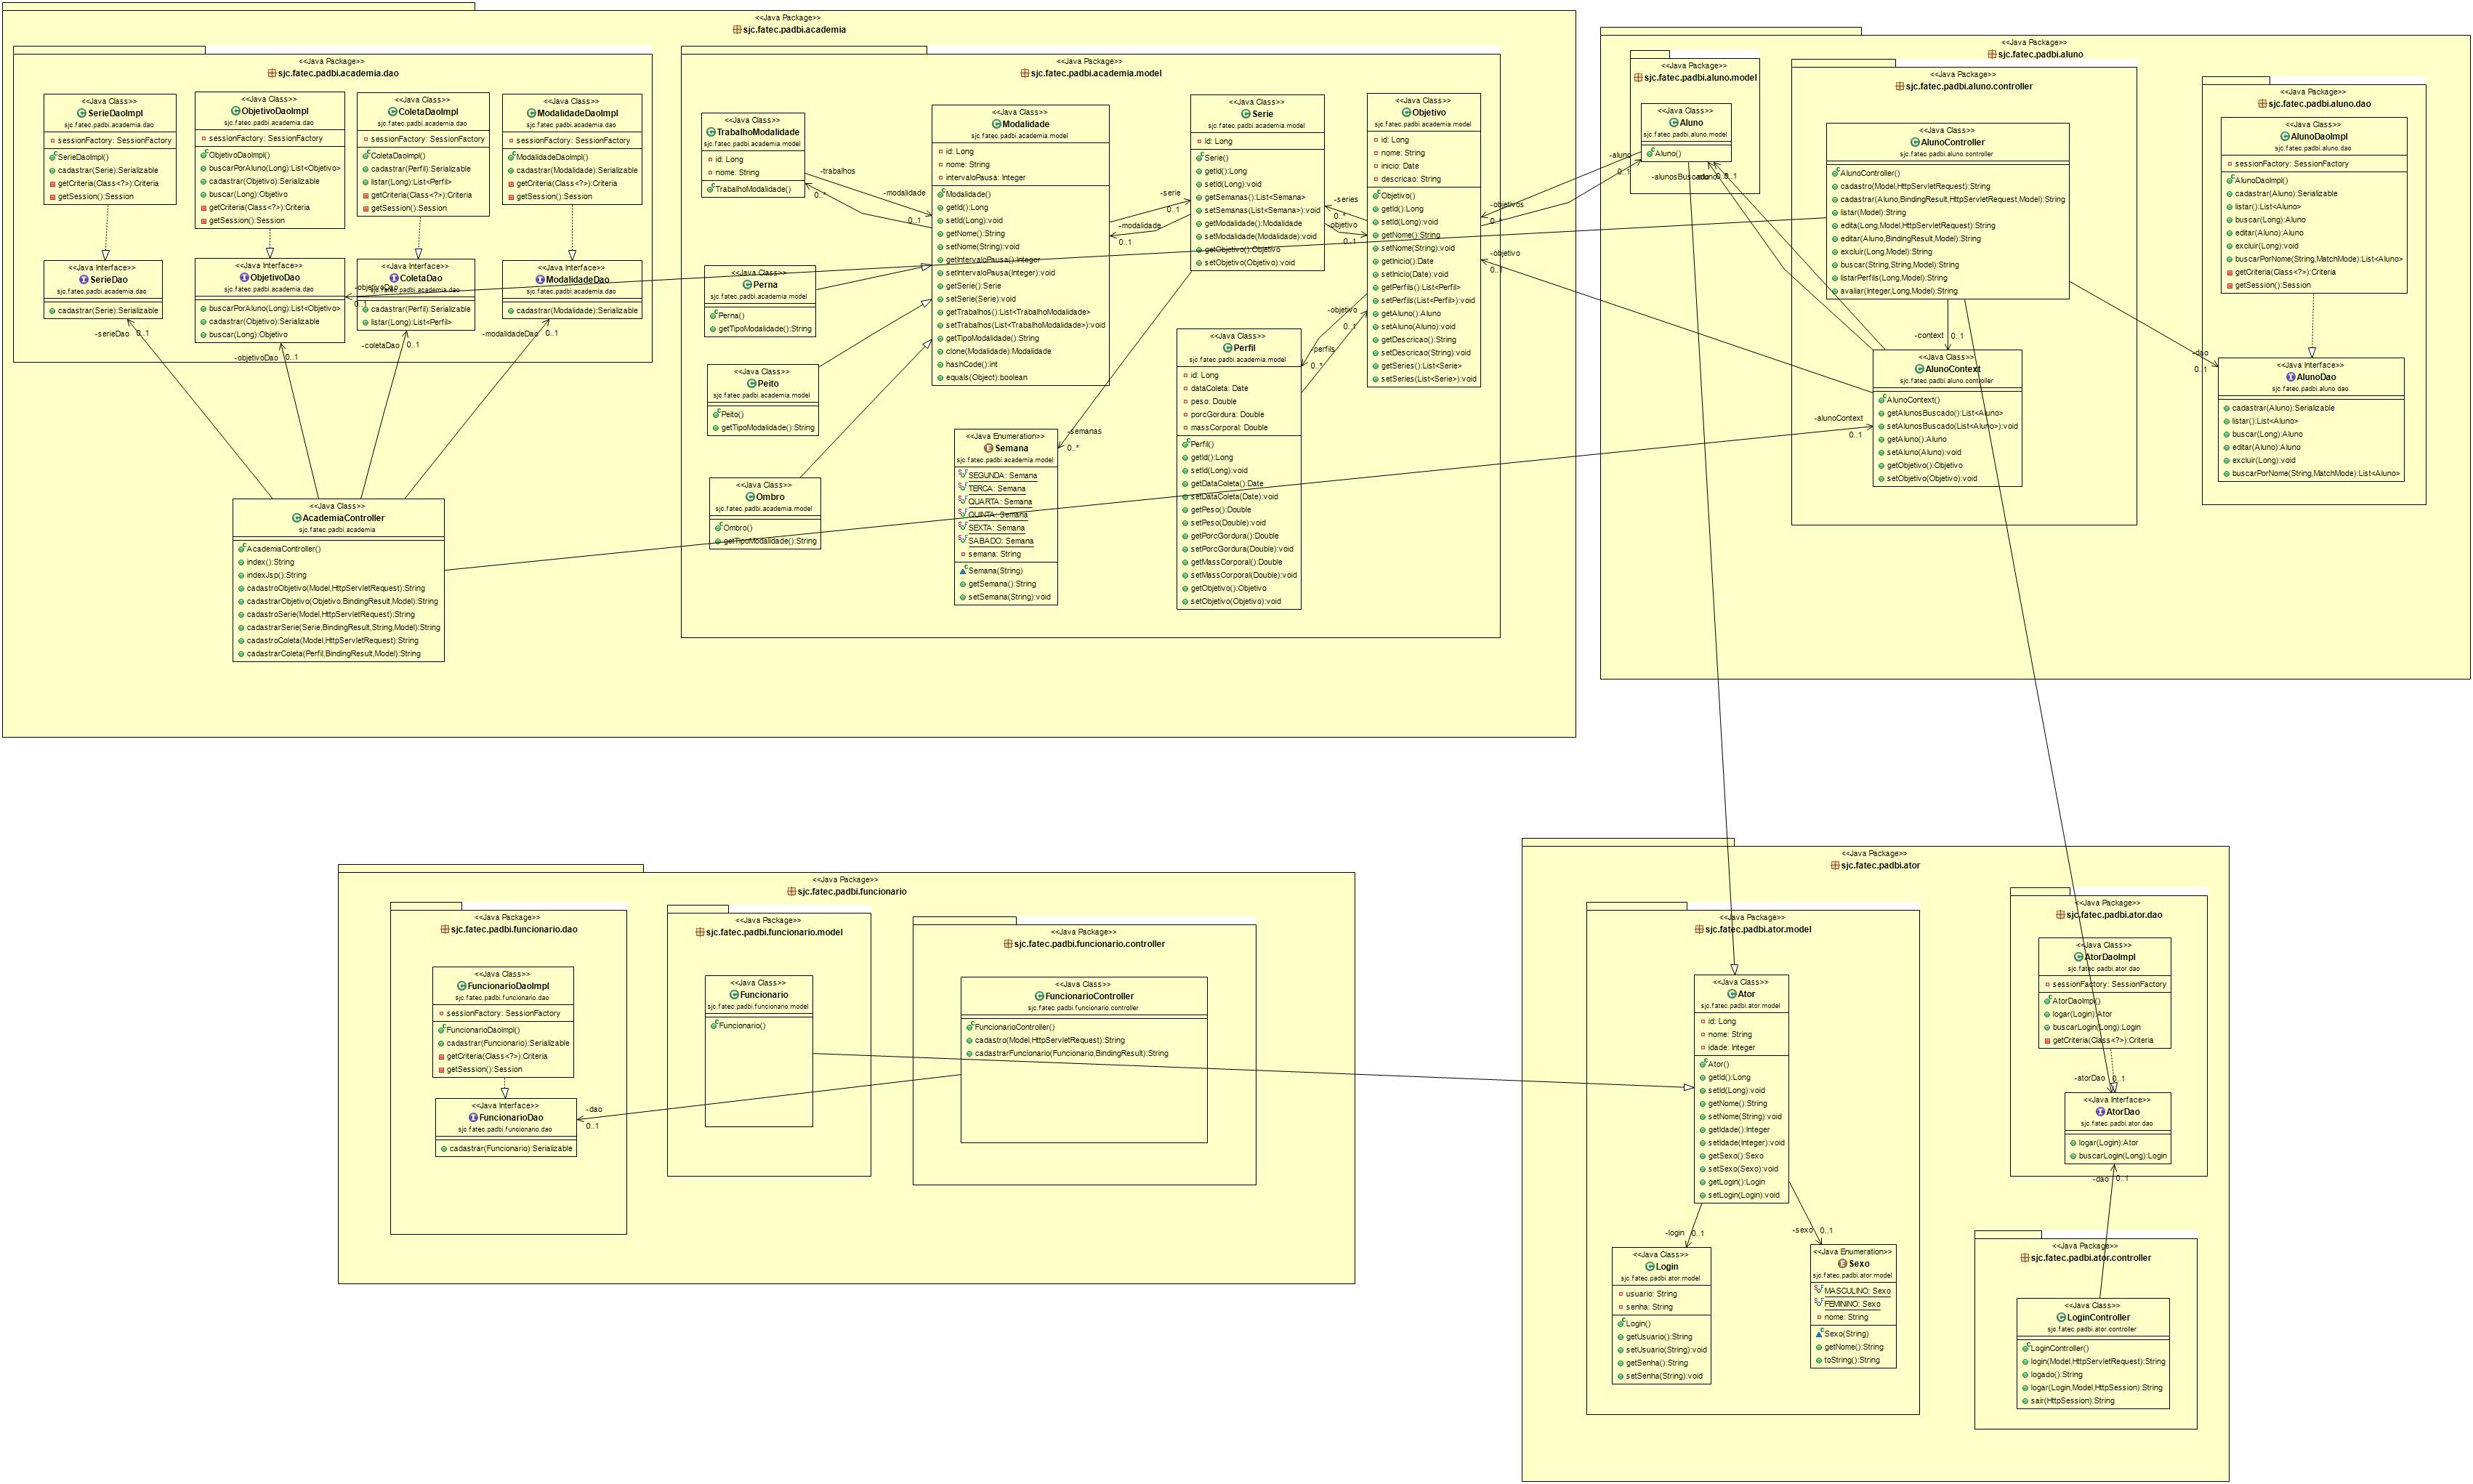 <<Java Package>>
sjc.fatec.padbi.academia
<<Java Package>>
sjc.fatec.padbi.academia.dao
<<Java Class>>
SerieDaoImpl
sjc.fatec.padbi.academia.dao
sessionFactory: SessionFactory
SerieDaoImpl()
cadastrar(Serie):Serializable
getCriteria(Class<?>):Criteria
getSession():Session
<<Java Class>>
ObjetivoDaoImpl
sjc.fatec.padbi.academia.dao
sessionFactory: SessionFactory
ObjetivoDaoImpl()
buscarPorAluno(Long):List<Objetivo>
cadastrar(Objetivo):Serializable
buscar(Long):Objetivo
getCriteria(Class<?>):Criteria
getSession():Session
<<Java Class>>
ColetaDaoImpl
sjc.fatec.padbi.academia.dao
sessionFactory: SessionFactory
ColetaDaoImpl()
cadastrar(Perfil):Serializable
listar(Long):List<Perfil>
getCriteria(Class<?>):Criteria
getSession():Session
<<Java Class>>
ModalidadeDaoImpl
sjc.fatec.padbi.academia.dao
sessionFactory: SessionFactory
ModalidadeDaoImpl()
cadastrar(Modalidade):Serializable
getCriteria(Class<?>):Criteria
getSession():Session
<<Java Interface>>
SerieDao
sjc.fatec.padbi.academia.dao
cadastrar(Serie):Serializable
<<Java Interface>>
ObjetivoDao
sjc.fatec.padbi.academia.dao
buscarPorAluno(Long):List<Objetivo>
cadastrar(Objetivo):Serializable
buscar(Long):Objetivo
<<Java Interface>>
ColetaDao
sjc.fatec.padbi.academia.dao
cadastrar(Perfil):Serializable
listar(Long):List<Perfil>
-objetivoDao
0..1
<<Java Interface>>
ModalidadeDao
sjc.fatec.padbi.academia.dao
cadastrar(Modalidade):Serializable
-serieDao 0..1
-objetivoDao 0..1
-coletaDao 0..1
-modalidadeDao 0..1
<<Java Class>>
AcademiaController
sjc.fatec.padbi.academia
AcademiaController()
index():String
indexJsp():String
cadastroObjetivo(Model,HttpServletRequest):String
cadastrarObjetivo(Objetivo,BindingResult,Model):String
cadastroSerie(Model,HttpServletRequest):String
cadastrarSerie(Serie,BindingResult,String,Model):String
cadastroColeta(Model,HttpServletRequest):String
cadastrarColeta(Perfil,BindingResult,Model):String
<<Java Package>>
sjc.fatec.padbi.academia.model
<<Java Class>>
TrabalhoModalidade
sjc.fatec.padbi.academia.model
id: Long
nome: String
TrabalhoModalidade()
-trabalhos
0..*
-modalidade
0..1
<<Java Class>>
Modalidade
sjc.fatec.padbi.academia.model
id: Long
nome: String
intervaloPausa: Integer
Modalidade()
getId():Long
setId(Long):void
getNome():String
setNome(String):void
getIntervaloPausa():Integer
setIntervaloPausa(Integer):void
getSerie():Serie
setSerie(Serie):void
getTrabalhos():List<TrabalhoModalidade>
setTrabalhos(List<TrabalhoModalidade>):void
getTipoModalidade():String
clone(Modalidade):Modalidade
hashCode():int
equals(Object):boolean
-serie
0..1
-modalidade
0..1
<<Java Class>>
Serie
sjc.fatec.padbi.academia.model
id: Long
Serie()
getId():Long
setId(Long):void
getSemanas():List<Semana>
setSemanas(List<Semana>):void
getModalidade():Modalidade
setModalidade(Modalidade):void
getObjetivo():Objetivo
setObjetivo(Objetivo):void
-series
0..*
-objetivo
0..1
<<Java Class>>
Objetivo
sjc.fatec.padbi.academia.model
id: Long
nome: String
inicio: Date
descricao: String
Objetivo()
getId():Long
setId(Long):void
getNome():String
setNome(String):void
getInicio():Date
setInicio(Date):void
getPerfils():List<Perfil>
setPerfils(List<Perfil>):void
getAluno():Aluno
setAluno(Aluno):void
getDescricao():String
setDescricao(String):void
getSeries():List<Serie>
setSeries(List<Serie>):void
<<Java Class>>
Perna
sjc.fatec.padbi.academia.model
Perna()
getTipoModalidade():String
<<Java Class>>
Peito
sjc.fatec.padbi.academia.model
Peito()
getTipoModalidade():String
<<Java Class>>
Ombro
sjc.fatec.padbi.academia.model
Ombro()
getTipoModalidade():String
<<Java Enumeration>>
Semana
sjc.fatec.padbi.academia.model
SEGUNDA: Semana
TERCA: Semana
QUARTA: Semana
QUINTA: Semana
SEXTA: Semana
SABADO: Semana
semana: String
Semana(String)
getSemana():String
setSemana(String):void
-semanas
0..*
-objetivo
0..1
-perfils
0..*
<<Java Class>>
Perfil
sjc.fatec.padbi.academia.model
id: Long
dataColeta: Date
peso: Double
porcGordura: Double
massCorporal: Double
Perfil()
getId():Long
setId(Long):void
getDataColeta():Date
setDataColeta(Date):void
getPeso():Double
setPeso(Double):void
getPorcGordura():Double
setPorcGordura(Double):void
getMassCorporal():Double
setMassCorporal(Double):void
getObjetivo():Objetivo
setObjetivo(Objetivo):void
<<Java Package>>
sjc.fatec.padbi.aluno
<<Java Package>>
sjc.fatec.padbi.aluno.model
<<Java Class>>
Aluno
sjc.fatec.padbi.aluno.model
Aluno()
-aluno
0..1
-objetivos
0..*
-objetivo
0..1
<<Java Package>>
sjc.fatec.padbi.aluno.controller
<<Java Class>>
AlunoController
sjc.fatec.padbi.aluno.controller
AlunoController()
cadastro(Model,HttpServletRequest):String
cadastrar(Aluno,BindingResult,HttpServletRequest,Model):String
listar(Model):String
edita(Long,Model,HttpServletRequest):String
editar(Aluno,BindingResult,Model):String
excluir(Long,Model):String
buscar(String,String,Model):String
listarPerfils(Long,Model):String
avaliar(Integer,Long,Model):String
-context 0..1
<<Java Class>>
AlunoContext
sjc.fatec.padbi.aluno.controller
AlunoContext()
getAlunosBuscado():List<Aluno>
setAlunosBuscado(List<Aluno>):void
getAluno():Aluno
setAluno(Aluno):void
getObjetivo():Objetivo
setObjetivo(Objetivo):void
-alunoContext
0..1
<<Java Package>>
sjc.fatec.padbi.aluno.dao
<<Java Class>>
AlunoDaoImpl
sjc.fatec.padbi.aluno.dao
sessionFactory: SessionFactory
AlunoDaoImpl()
cadastrar(Aluno):Serializable
listar():List<Aluno>
buscar(Long):Aluno
editar(Aluno):Aluno
excluir(Long):void
buscarPorNome(String,MatchMode):List<Aluno>
getCriteria(Class<?>):Criteria
getSession():Session
-dao
0..1
<<Java Interface>>
AlunoDao
sjc.fatec.padbi.aluno.dao
cadastrar(Aluno):Serializable
listar():List<Aluno>
buscar(Long):Aluno
editar(Aluno):Aluno
excluir(Long):void
buscarPorNome(String,MatchMode):List<Aluno>
<<Java Package>>
sjc.fatec.padbi.funcionario
<<Java Package>>
sjc.fatec.padbi.funcionario.dao
<<Java Class>>
FuncionarioDaoImpl
sjc.fatec.padbi.funcionario.dao
sessionFactory: SessionFactory
FuncionarioDaoImpl()
cadastrar(Funcionario):Serializable
getCriteria(Class<?>):Criteria
getSession():Session
<<Java Interface>>
FuncionarioDao
sjc.fatec.padbi.funcionario.dao
cadastrar(Funcionario):Serializable
-dao
0..1
<<Java Package>>
sjc.fatec.padbi.funcionario.model
<<Java Class>>
Funcionario
sjc.fatec.padbi.funcionario.model
Funcionario()
<<Java Package>>
sjc.fatec.padbi.funcionario.controller
<<Java Class>>
FuncionarioController
sjc.fatec.padbi.funcionario.controller
FuncionarioController()
cadastro(Model,HttpServletRequest):String
cadastrarFuncionario(Funcionario,BindingResult):String
<<Java Package>>
sjc.fatec.padbi.ator
<<Java Package>>
sjc.fatec.padbi.ator.model
<<Java Class>>
Ator
sjc.fatec.padbi.ator.model
id: Long
nome: String
idade: Integer
Ator()
getId():Long
setId(Long):void
getNome():String
setNome(String):void
getIdade():Integer
setIdade(Integer):void
getSexo():Sexo
setSexo(Sexo):void
getLogin():Login
setLogin(Login):void
-login 0..1
-sexo 0..1
<<Java Class>>
Login
sjc.fatec.padbi.ator.model
usuario: String
senha: String
Login()
getUsuario():String
setUsuario(String):void
getSenha():String
setSenha(String):void
<<Java Enumeration>>
Sexo
sjc.fatec.padbi.ator.model
MASCULINO: Sexo
FEMININO: Sexo
nome: String
Sexo(String)
getNome():String
toString():String
<<Java Package>>
sjc.fatec.padbi.ator.dao
<<Java Class>>
AtorDaoImpl
sjc.fatec.padbi.ator.dao
sessionFactory: SessionFactory
AtorDaoImpl()
logar(Login):Ator
buscarLogin(Long):Login
getCriteria(Class<?>):Criteria
-atorDao 0..1
<<Java Interface>>
AtorDao
sjc.fatec.padbi.ator.dao
logar(Login):Ator
buscarLogin(Long):Login
-dao 0..1
<<Java Package>>
sjc.fatec.padbi.ator.controller
<<Java Class>>
LoginController
sjc.fatec.padbi.ator.controller
LoginController()
login(Model,HttpServletRequest):String
logado():String
logar(Login,Model,HttpSession):String
sair(HttpSession):String